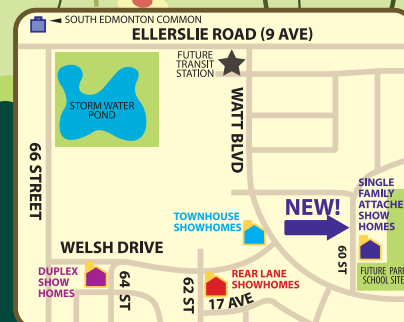 SOUTH EDMONTON COMMON
ELLERSLIE ROAD (9 AVE)
FUTURE
TRANSIT
STATION
STORM WATER
POND
WATT BLVD
66 STREET
SINGLE
FAMILY
ATTACHE
SHOW
HOMES
NEW!
TOWNHOUSE
SHOWHOMES
60 ST
WELSH DRIVE
DUPLEX
SHOW
HOMES
64 ST
62 ST
REAR LANE
SHOWHOMES
17 AVE
FUTURE PARK
SCHOOL SITE